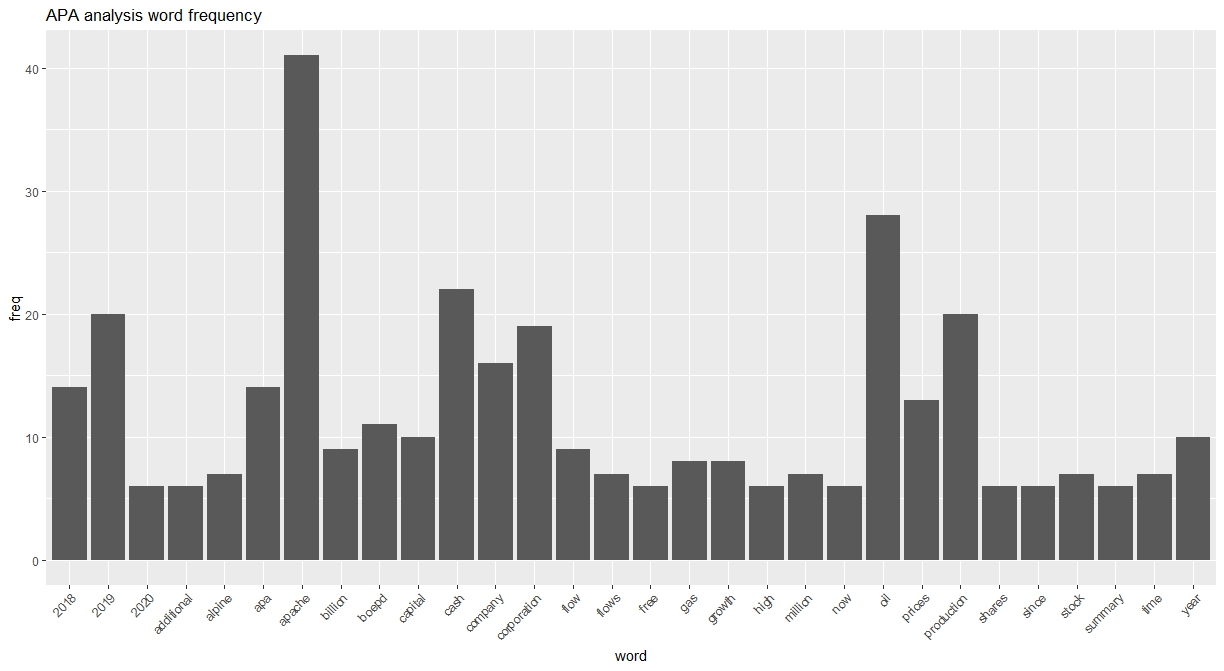 APA analysis word frequency
freq
40
30
20
10
0
2018
2019
2020
additional
alpine
apa
apache
billion
boepd
capital
cash
company
corporation
flow
flows
free
gas
growth
high
million
now
oil
prices
production
shares
since
stock
summary
time
year
word